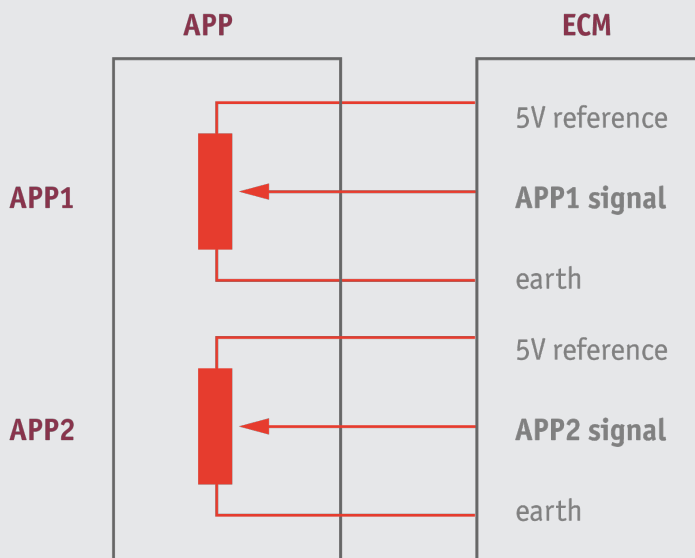 APP
ECM
5V reference
APP1
APP1 signal
earth
5V reference
APP2
APP2 signal
earth